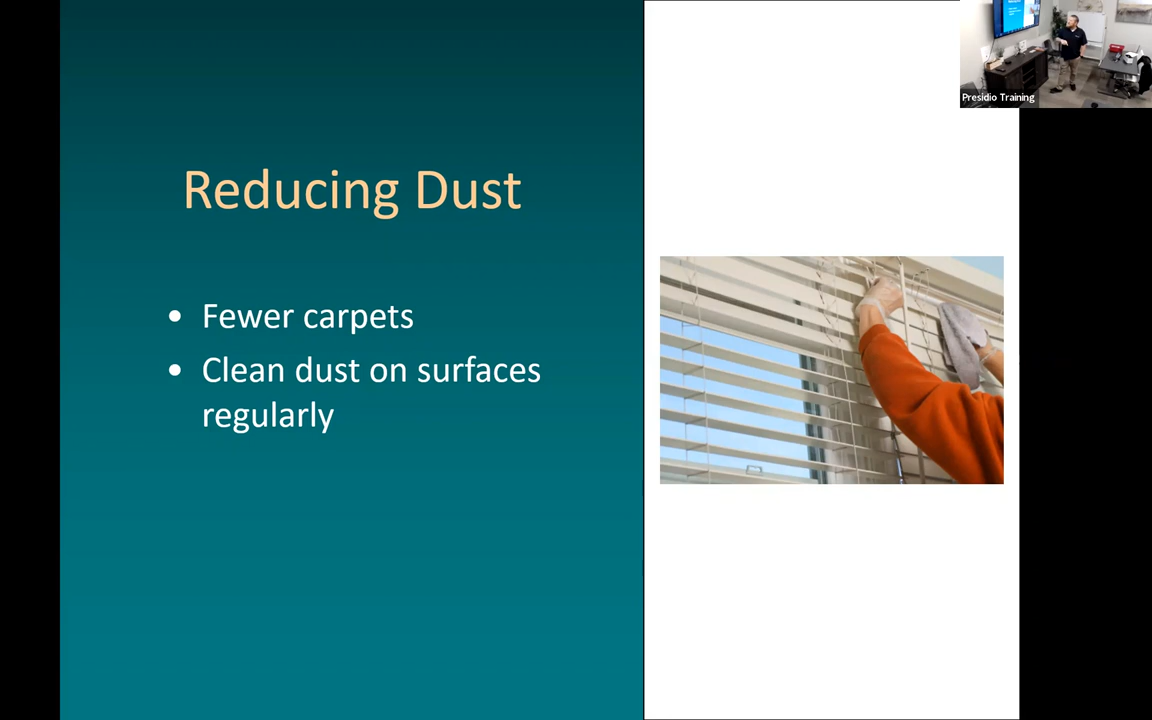 Reducing Dust
• Fewer carpets
• Clean dust on surfaces
regularly
Presidio Training